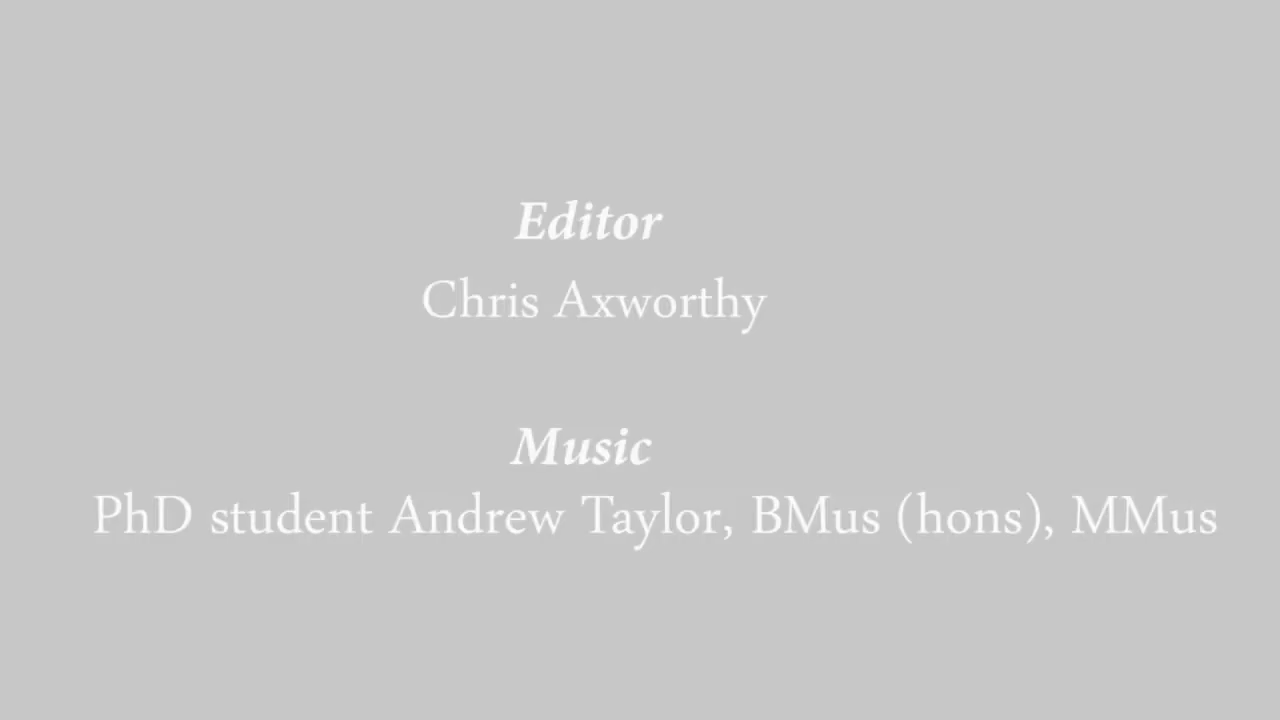 Editor
Chris Axworthy
Music
PhD student Andrew Taylor, BMus (hons), MMus